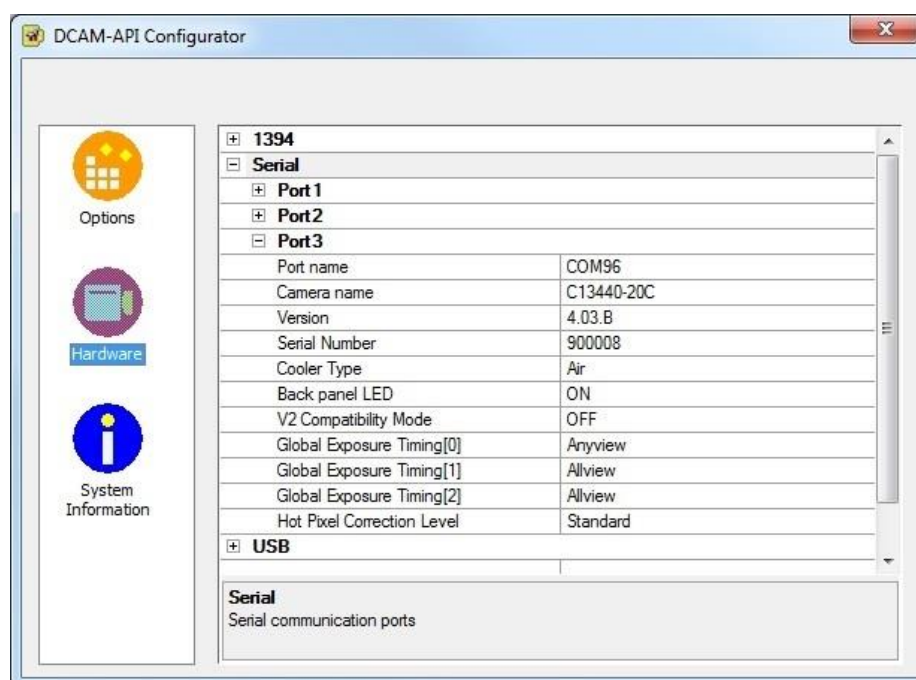 DCAM-API Configurator
Options
Hardware
System
Information
1394
Serial
Port1
Port2
Port3
Port name COM96
Camera name C13440-20C
Version 4.03.B
Serial Number 900008
Cooler Type Air
Back panel LED ON
V2 Compatibility Mode OFF
Global Exposure Timing[0] Anyview
Global Exposure Timing[1] Allview
Global Exposure Timing[2] Allview
Hot Pixel Correction Level Standard
USB
Serial
Serial communication ports